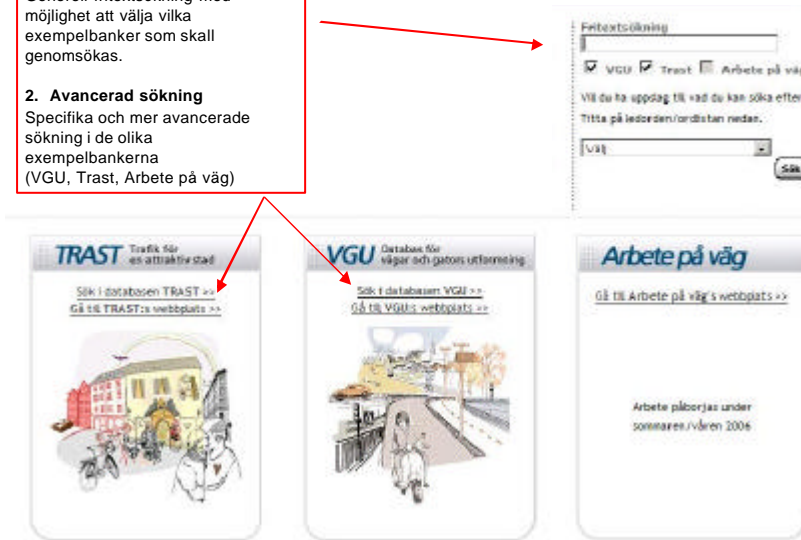 möjlighet att välja vilka
exempelbanker som skall
genomsökas.
2. Avancerad sökning
Specifika och mer avancerade
sökning i de olika
exempelbankerna
(VGU, Trast, Arbete på väg)
Fritextsökning
VGU Trast Arbete på väg
Vill du ha uppslag till vad du kan söka efter
Titta på ledorden/ordlistan nedan.
Välj
Sök
TRAST Trafik för
en attraktiv stad
Sök i databasen TRAST >>
Gå till TRAST:s webbplats >>
VGU Databas för
vägar och gators utformning
Sök i databasen VGU >>
Gå till VGU:s webbplats >>
Arbete på väg
Gå till Arbete på väg's webbplats >>
Arbete påborjas under
sommaren/våren 2006